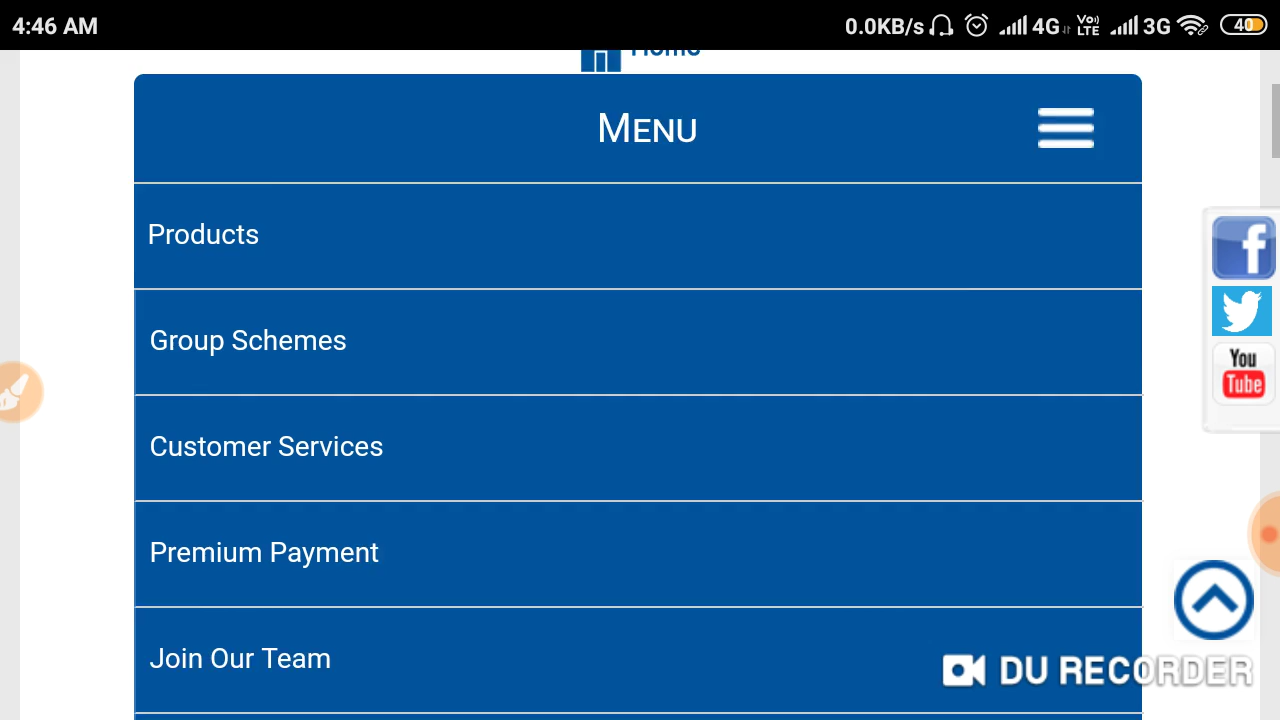 4:46 AM 0.0KB/s 4G Vo)) LTE 3G 40
Home
MENU
Products
Group Schemes
Customer Services
Premium Payment
Join Our Team
You
Tube
DU RECORDER